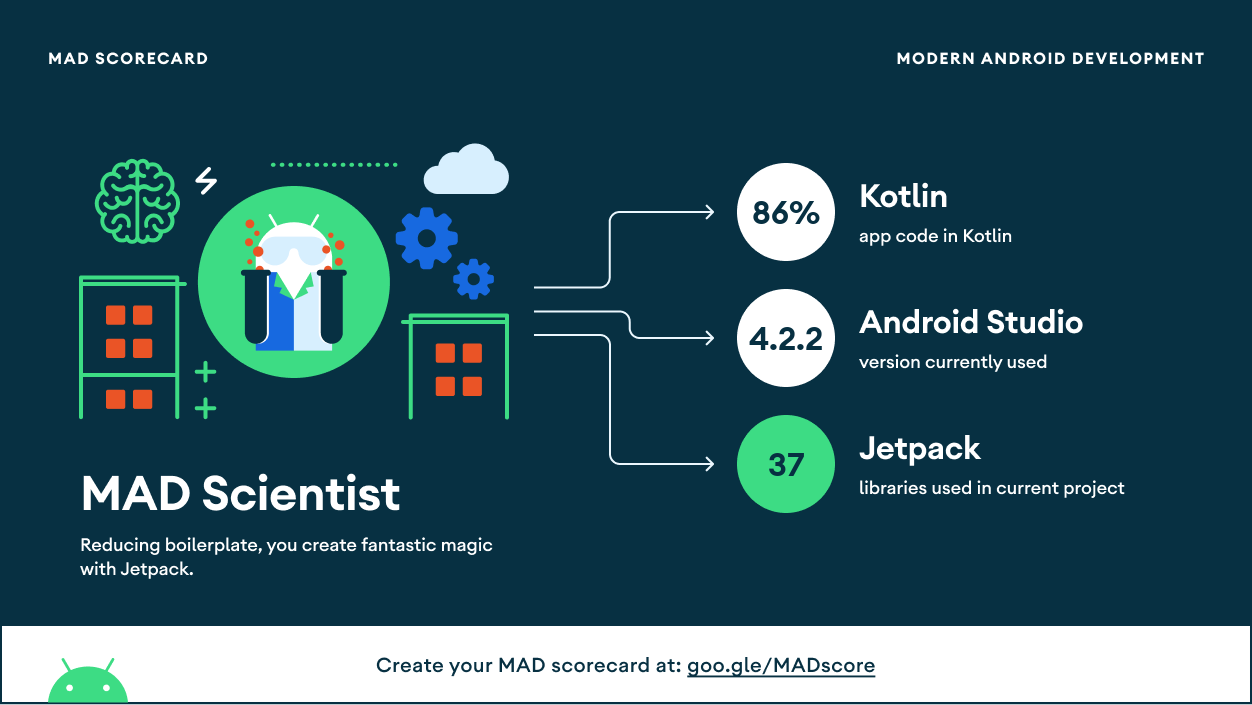 MAD SCORECARD
MODERN ANDROID DEVELOPMENT
86%
Kotlin
app code in Kotlin
4.2.2
Android Studio
version currently used
37
Jetpack
libraries used in current project
MAD Scientist
Reducing boilerplate, you create fantastic magic
with Jetpack.
Create your MAD scorecard at: goo.gle/MADscore